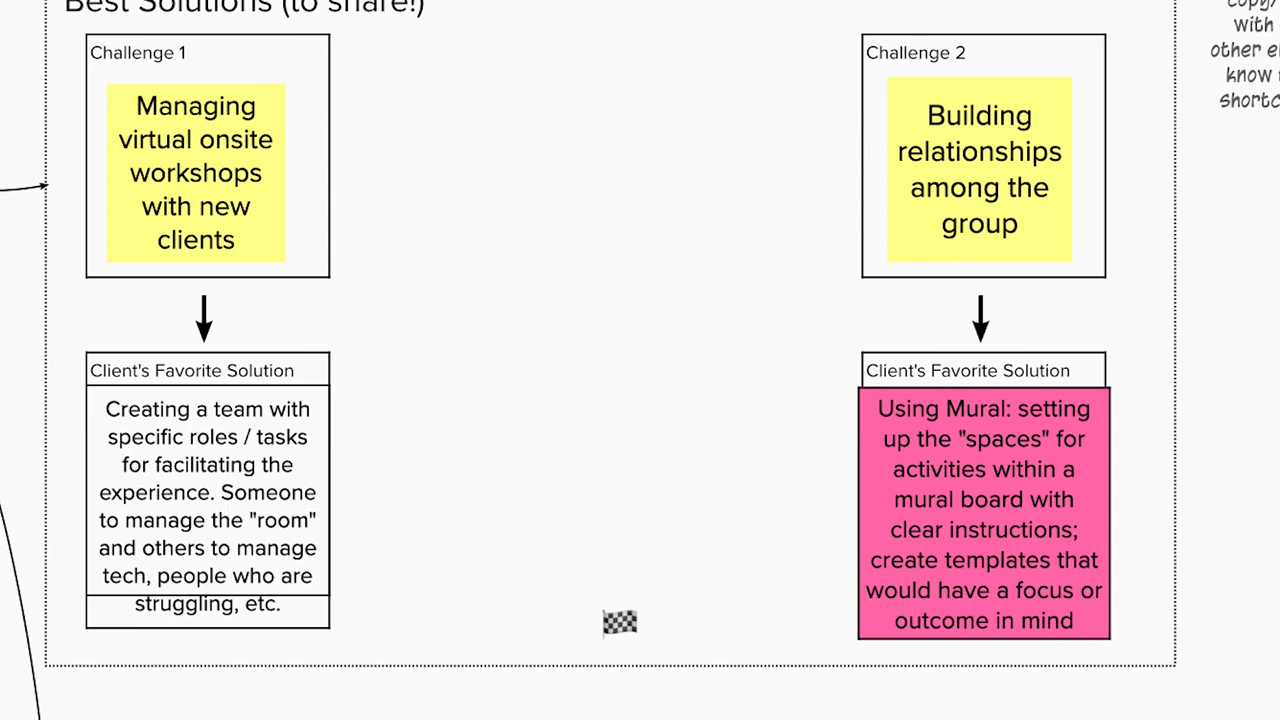 Best Solutions (to share!)
Challenge 1
Managing
virtual onsite
workshops
with new
clients
Client's Favorite Solution
Creating a team with
specific roles / tasks
for facilitating the
experience. Someone
to manage the "room"
and others to manage
tech, people who are
struggling, etc.
Challenge 2
Building
relationships
among the
group
Client's Favorite Solution
Using Mural: setting
up the "spaces" for
activities within a
mural board with
clear instructions;
create templates that
would have a focus or
outcome in mind
with
other
know